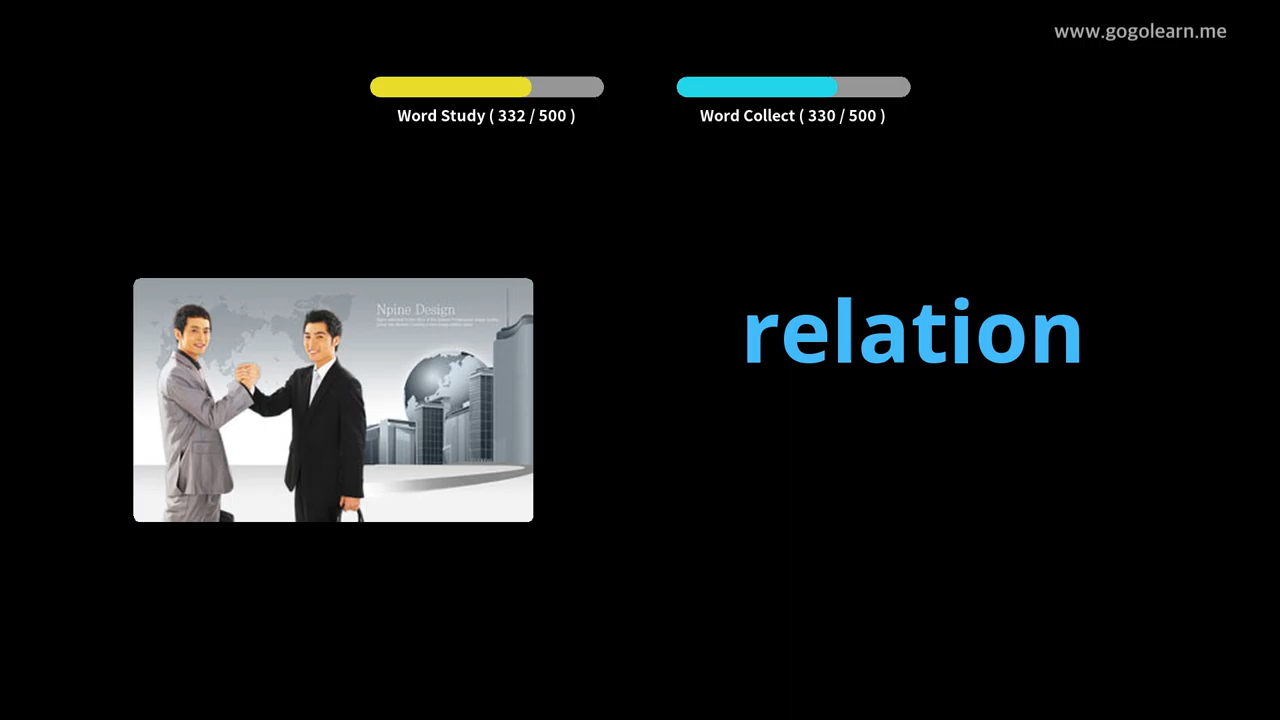 www.gogolearn.me
Word Study ( 332 / 500 )
Word Collect ( 330 / 500 )
Npine Design
relation